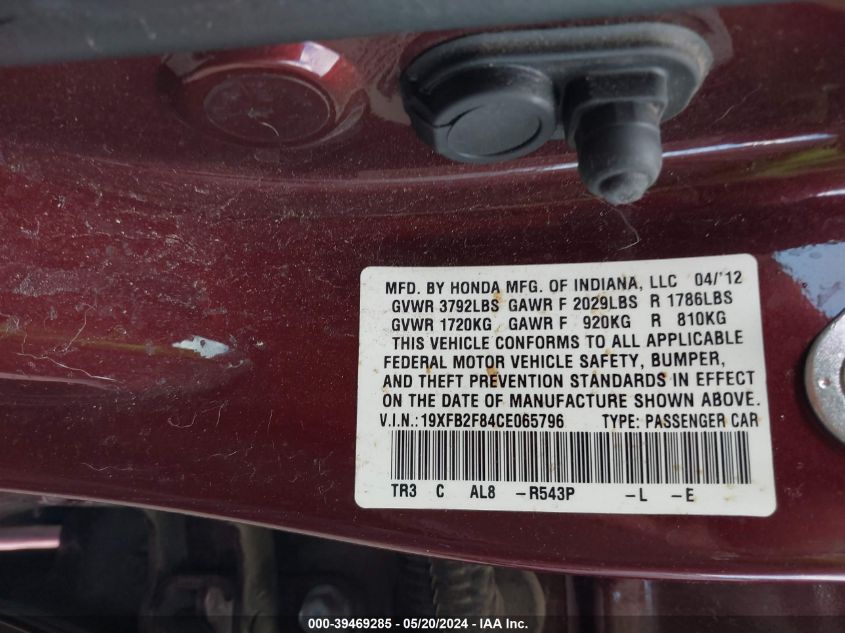 MFD. BY HONDA MFG. OF INDIANA, LLC 04/'12
GVWR 3792LBS GAWR F 2029LBS R 1786LBS
GVWR 1720KG GAWR F 920KG R 810KG
THIS VEHICLE CONFORMS TO ALL APPLICABLE
FEDERAL MOTOR VEHICLE SAFETY, BUMPER,
AND THEFT PREVENTION STANDARDS IN EFFECT
ON THE DATE OF MANUFACTURE SHOWN ABOVE.
V.I.N.:19XFB2F84CE065796 TYPE: PASSENGER CAR
TR3 C AL8 -R543P -L -E
000-39469285 - 05/20/2024 - IAA Inc.